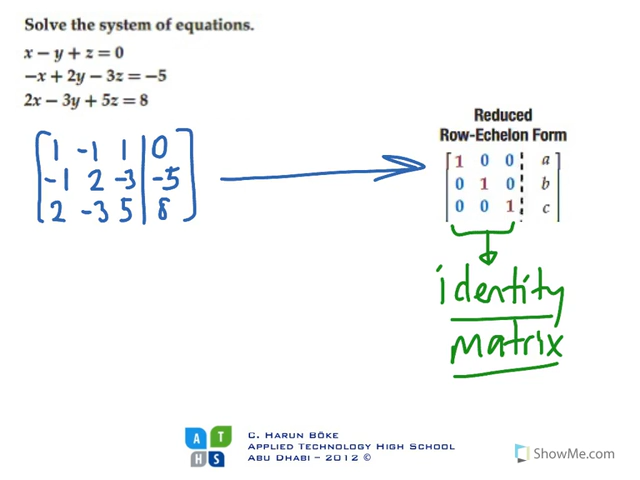 Solve the system of equations.
x − y + z = 0
−x + 2y − 3z = −5
2x − 3y + 5z = 8
1 -1 1 0
-1 2 -3 -5
2 -3 5 8
Reduced
Row-Echelon Form
1 0 0 a
0 1 0 b
0 0 1 c
identity
matrix
A T
H S
C. HARUN BÖKE
APPLIED TECHNOLOGY HIGH SCHOOL
ABU DHABI – 2012 ©
ShowMe.com